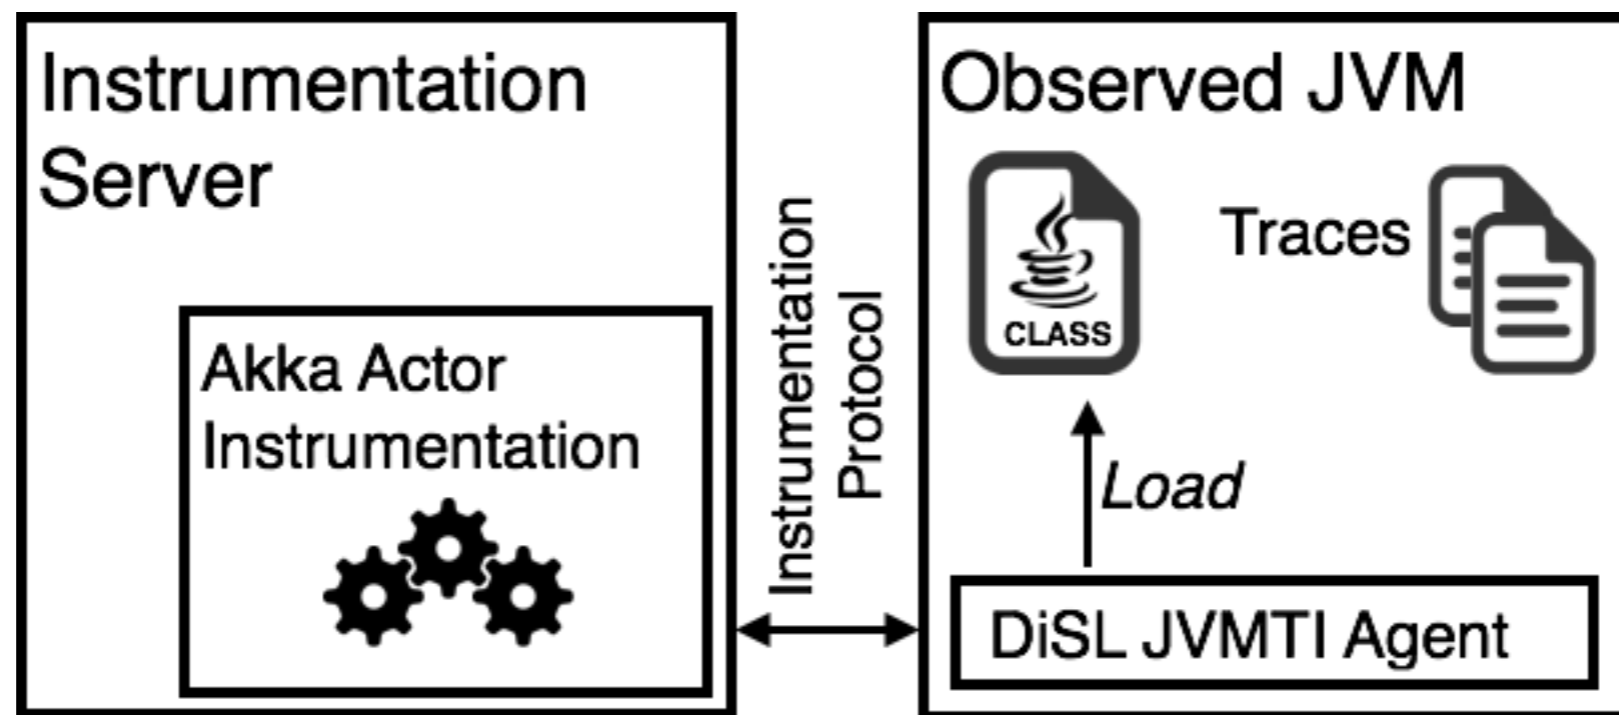 Instrumentation
Server
Akka Actor
Instrumentation
Instrumentation
Protocol
Observed JVM
CLASS
Traces
Load
DiSL JVMTI Agent